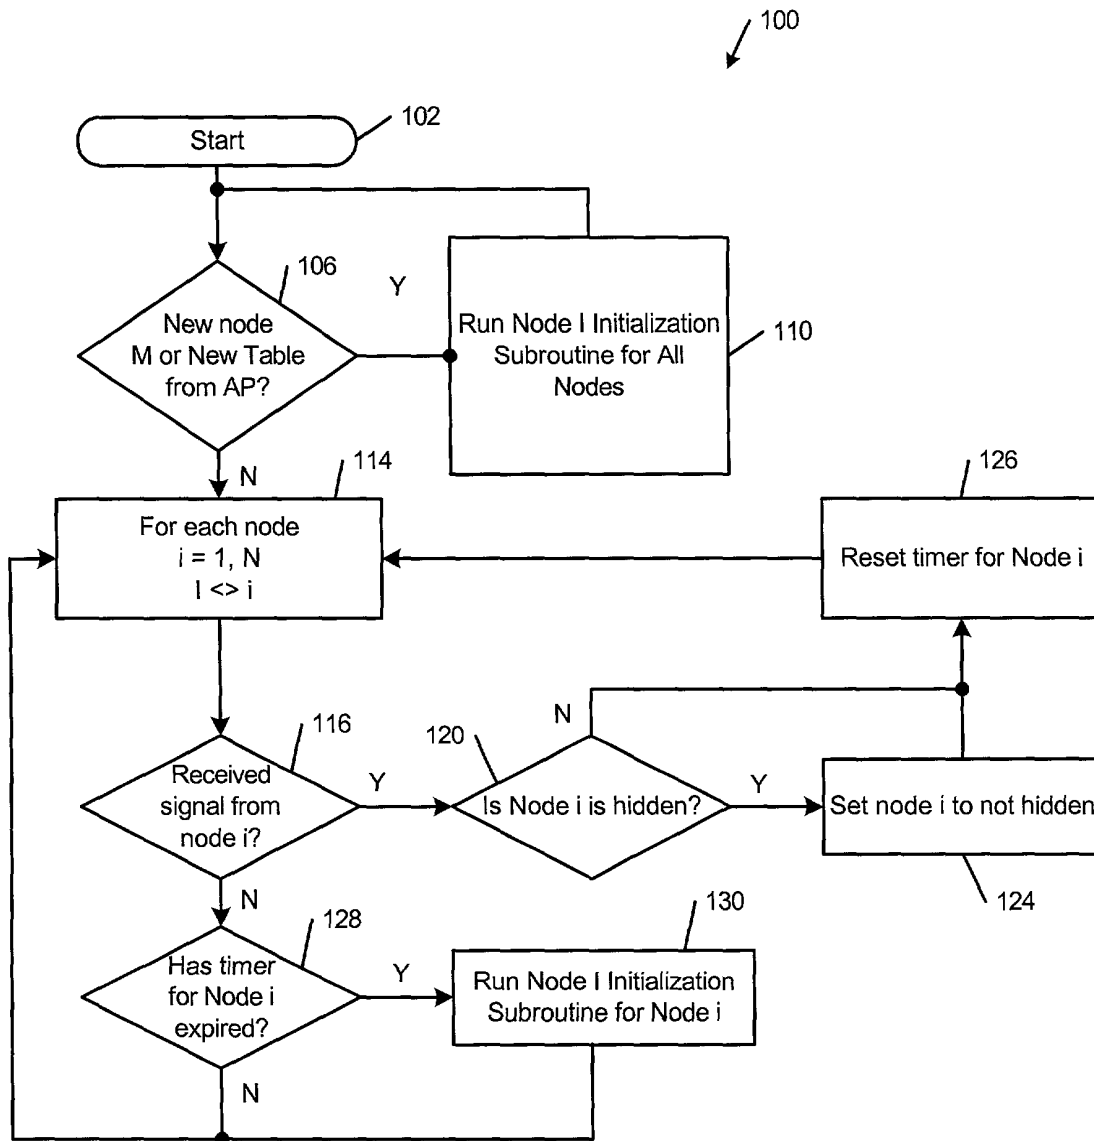 100
Start
102
106
Y
New node
M or New Table
from AP?
Run Node I Initialization
Subroutine for All
Nodes
110
N
114
126
For each node
i = 1, N
I <> i
Reset timer for Node i
N
116
120
Received
signal from
node i?
Y
Is Node i is hidden?
Y
Set node i to not hidden
N
124
128
130
Has timer
for Node i
expired?
Y
Run Node I Initialization
Subroutine for Node i
N